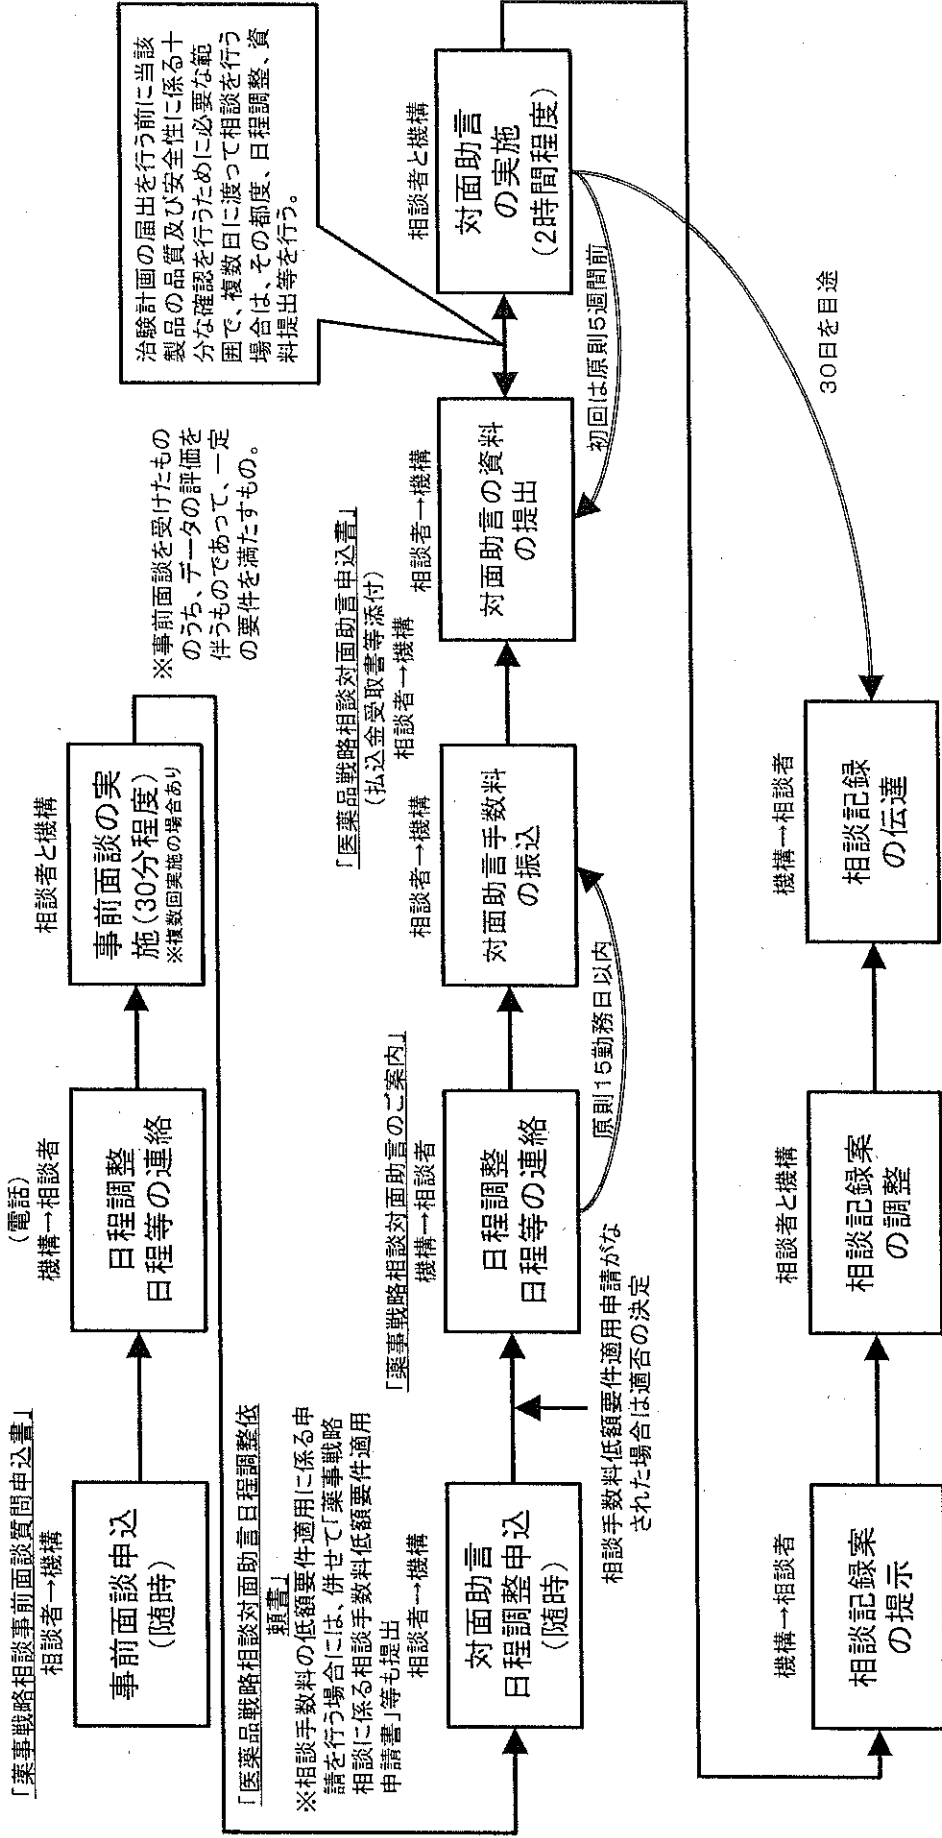 「薬事戦略相談事前面談質問申込書」
相談者→機構
事前面談申込
(随時)
(電話)
機構→相談者
日程調整
日程等の連絡
相談者と機構
事前面談の実
施(30分程度)
※複数回実施の場合あり
※事前面談を受けたもの
のうち、データの評価を
伴うものであって、一定
の要件を満たすもの。
「医薬品戦略相談対面助言日程調整依
頼書」
※相談手数料の低額要件適用に係る申
請を行う場合には、併せて「薬事戦略
相談に係る相談手数料低額要件適用
申請書」等も提出
相談者→機構
対面助言
日程調整申込
(随時)
相談手数料低額要件適用申請がな
された場合は適否の決定
「薬事戦略相談対面助言のご案内」
機構→相談者
日程調整
日程等の連絡
原則15勤務日以内
相談者→機構
対面助言手数料
の振込
「医薬品戦略相談対面助言申込書」
(払込金受取書等添付)
相談者→機構
相談者→機構
対面助言の資料
の提出
初回は原則5週間前
治験計画の届出を行う前に当該
製品の品質及び安全性に係る十
分な確認を行うために必要な範
囲で、複数日に渡って相談を行う
場合は、その都度、日程調整、資
料提出等を行う。
相談者と機構
対面助言
の実施
(2時間程度)
30日を目途
機構→相談者
相談記録案
の提示
相談者と機構
相談記録案
の調整
機構→相談者
相談記録
の伝達